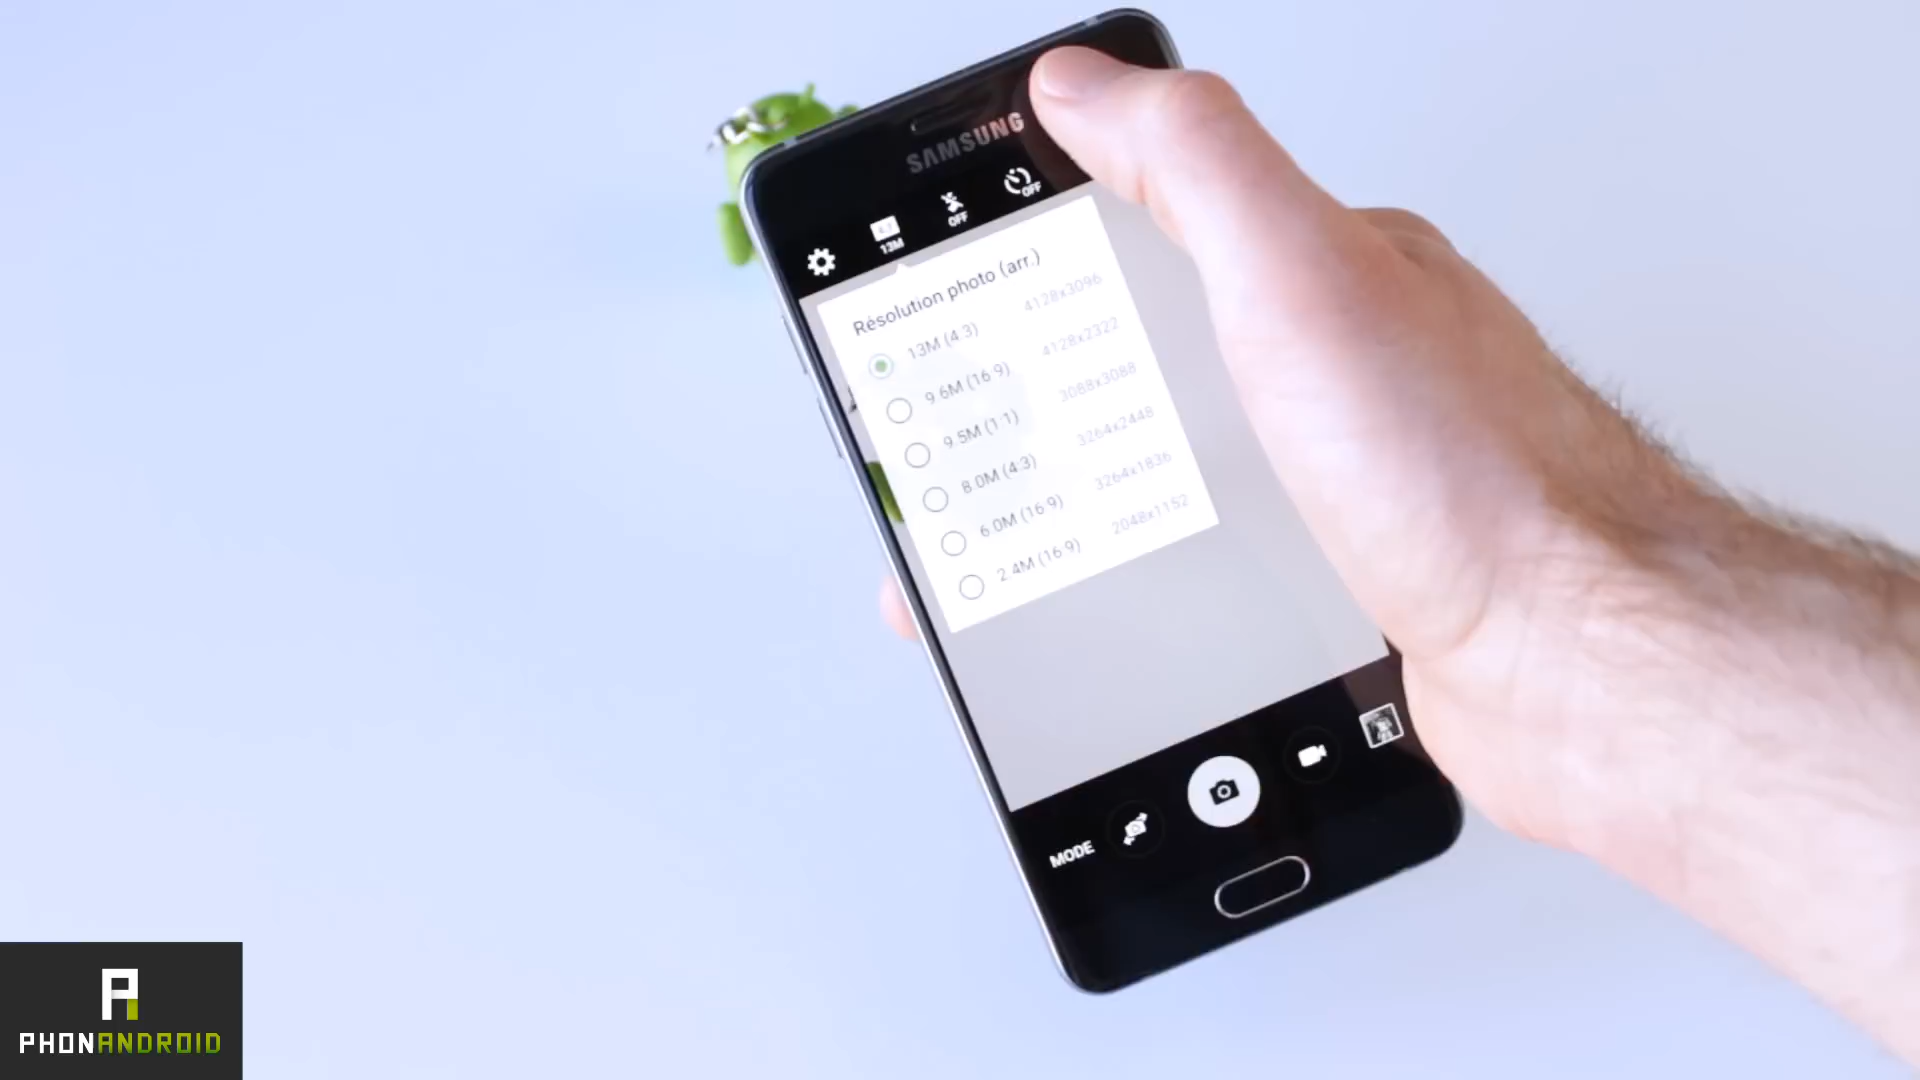 SAMSUNG
13M
OFF
OFF
Résolution photo (arr.)
13M (4:3) 4128x3096
9.6M (16:9) 4128x2322
9.5M (1:1) 3088x3088
8.0M (4:3) 3264x2448
6.0M (16:9) 3264x1836
2.4M (16:9) 2048x1152
MODE
PHONANDROID